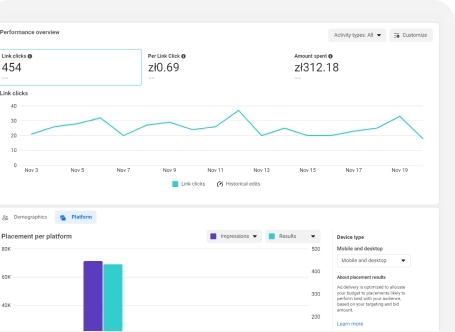 Performance overview
Activity types: All
Customize
Link clicks
454
Per Link Click
zł0.69
Amount spent
zł312.18
Link clicks
40
30
20
10
0
Nov 3 Nov 5 Nov 7 Nov 9 Nov 11 Nov 13 Nov 15 Nov 17 Nov 19
Link clicks Historical edits
Demographics Platform
Placement per platform
Impressions Results
80K
60K
40K
500
400
300
200
Device type
Mobile and desktop
Mobile and desktop
About placement results
Ad delivery is optimized to allocate
your budget to placements likely to
perform best with your audience,
based on your targeting and bid
amount.
Learn more